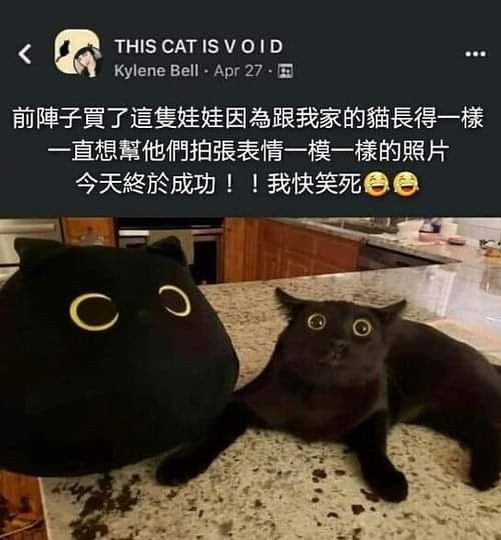 THIS CAT IS V O I D
Kylene Bell · Apr 27 ·
前陣子買了這隻娃娃因為跟我家的貓長得一樣
一直想幫他們拍張表情一模一樣的照片
今天終於成功！！我快笑死😂😂